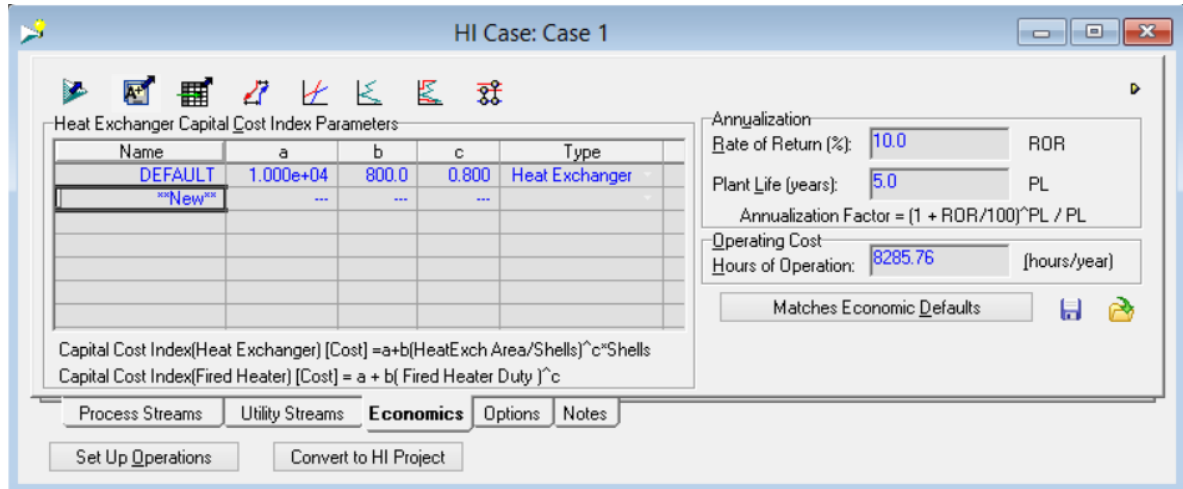 HI Case: Case 1
Heat Exchanger Capital Cost Index Parameters
Name a b c Type
DEFAULT 1.000e+04 800.0 0.800 Heat Exchanger
**New** --- --- ---
Capital Cost Index(Heat Exchanger) [Cost] =a+b(HeatExch Area/Shells)^c*Shells
Capital Cost Index(Fired Heater) [Cost] = a + b( Fired Heater Duty )^c
Annualization
Rate of Return (%): 10.0 ROR
Plant Life (years): 5.0 PL
Annualization Factor = (1 + ROR/100)^PL / PL
Operating Cost
Hours of Operation: 8285.76 (hours/year)
Matches Economic Defaults
Process Streams Utility Streams Economics Options Notes
Set Up Operations Convert to HI Project